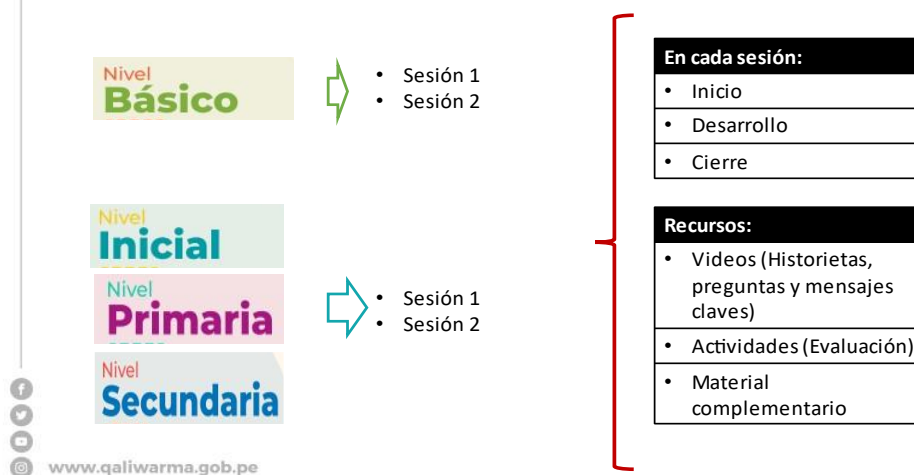 Nivel
Básico
• Sesión 1
• Sesión 2
Nivel
Inicial
Nivel
Primaria
Nivel
Secundaria
• Sesión 1
• Sesión 2
En cada sesión:
• Inicio
• Desarrollo
• Cierre
Recursos:
• Videos (Historietas,
preguntas y mensajes
claves)
• Actividades (Evaluación)
• Material
complementario
www.qaliwarma.gob.pe